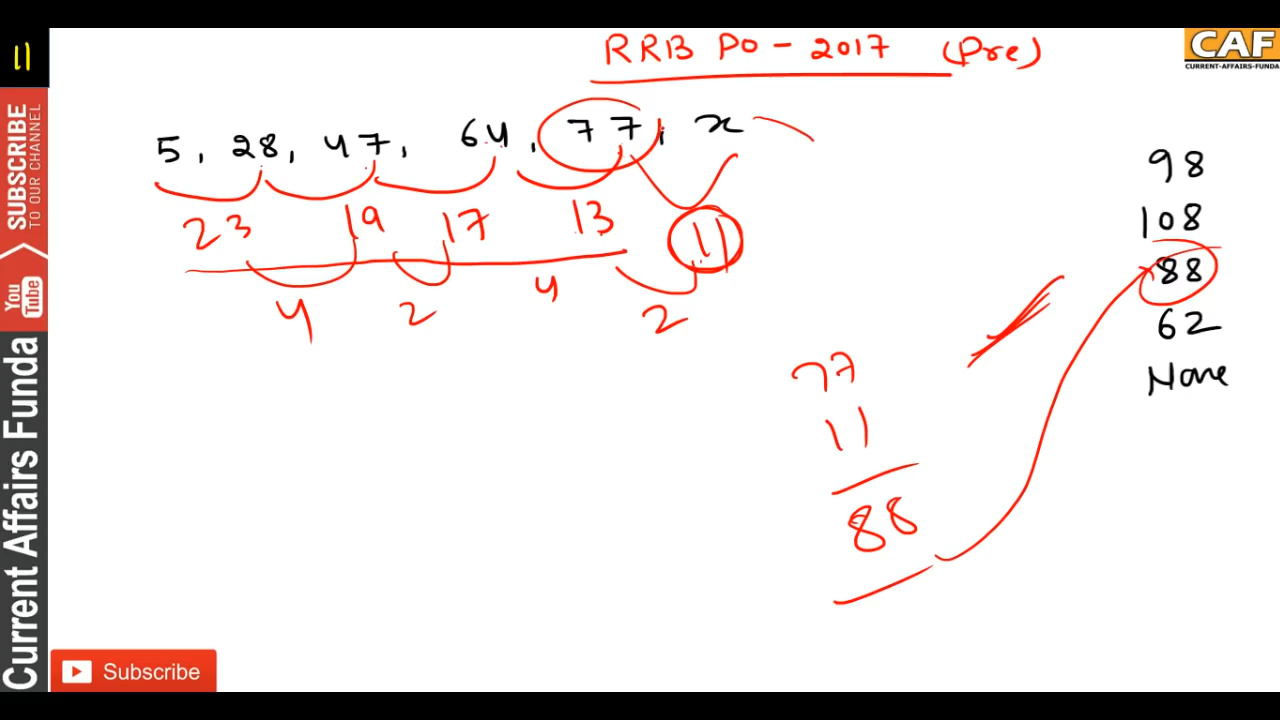 11
RRB PO - 2017 (Pre)
CAF
CURRENT-AFFAIRS-FUNDA
5, 28, 47, 64, 77, x
23 19 17 13 11
4 2 4 2
98
108
88
62
None
77
11
88
SUBSCRIBE
TO OUR CHANNEL
You
Tube
Current Affairs Funda
Subscribe